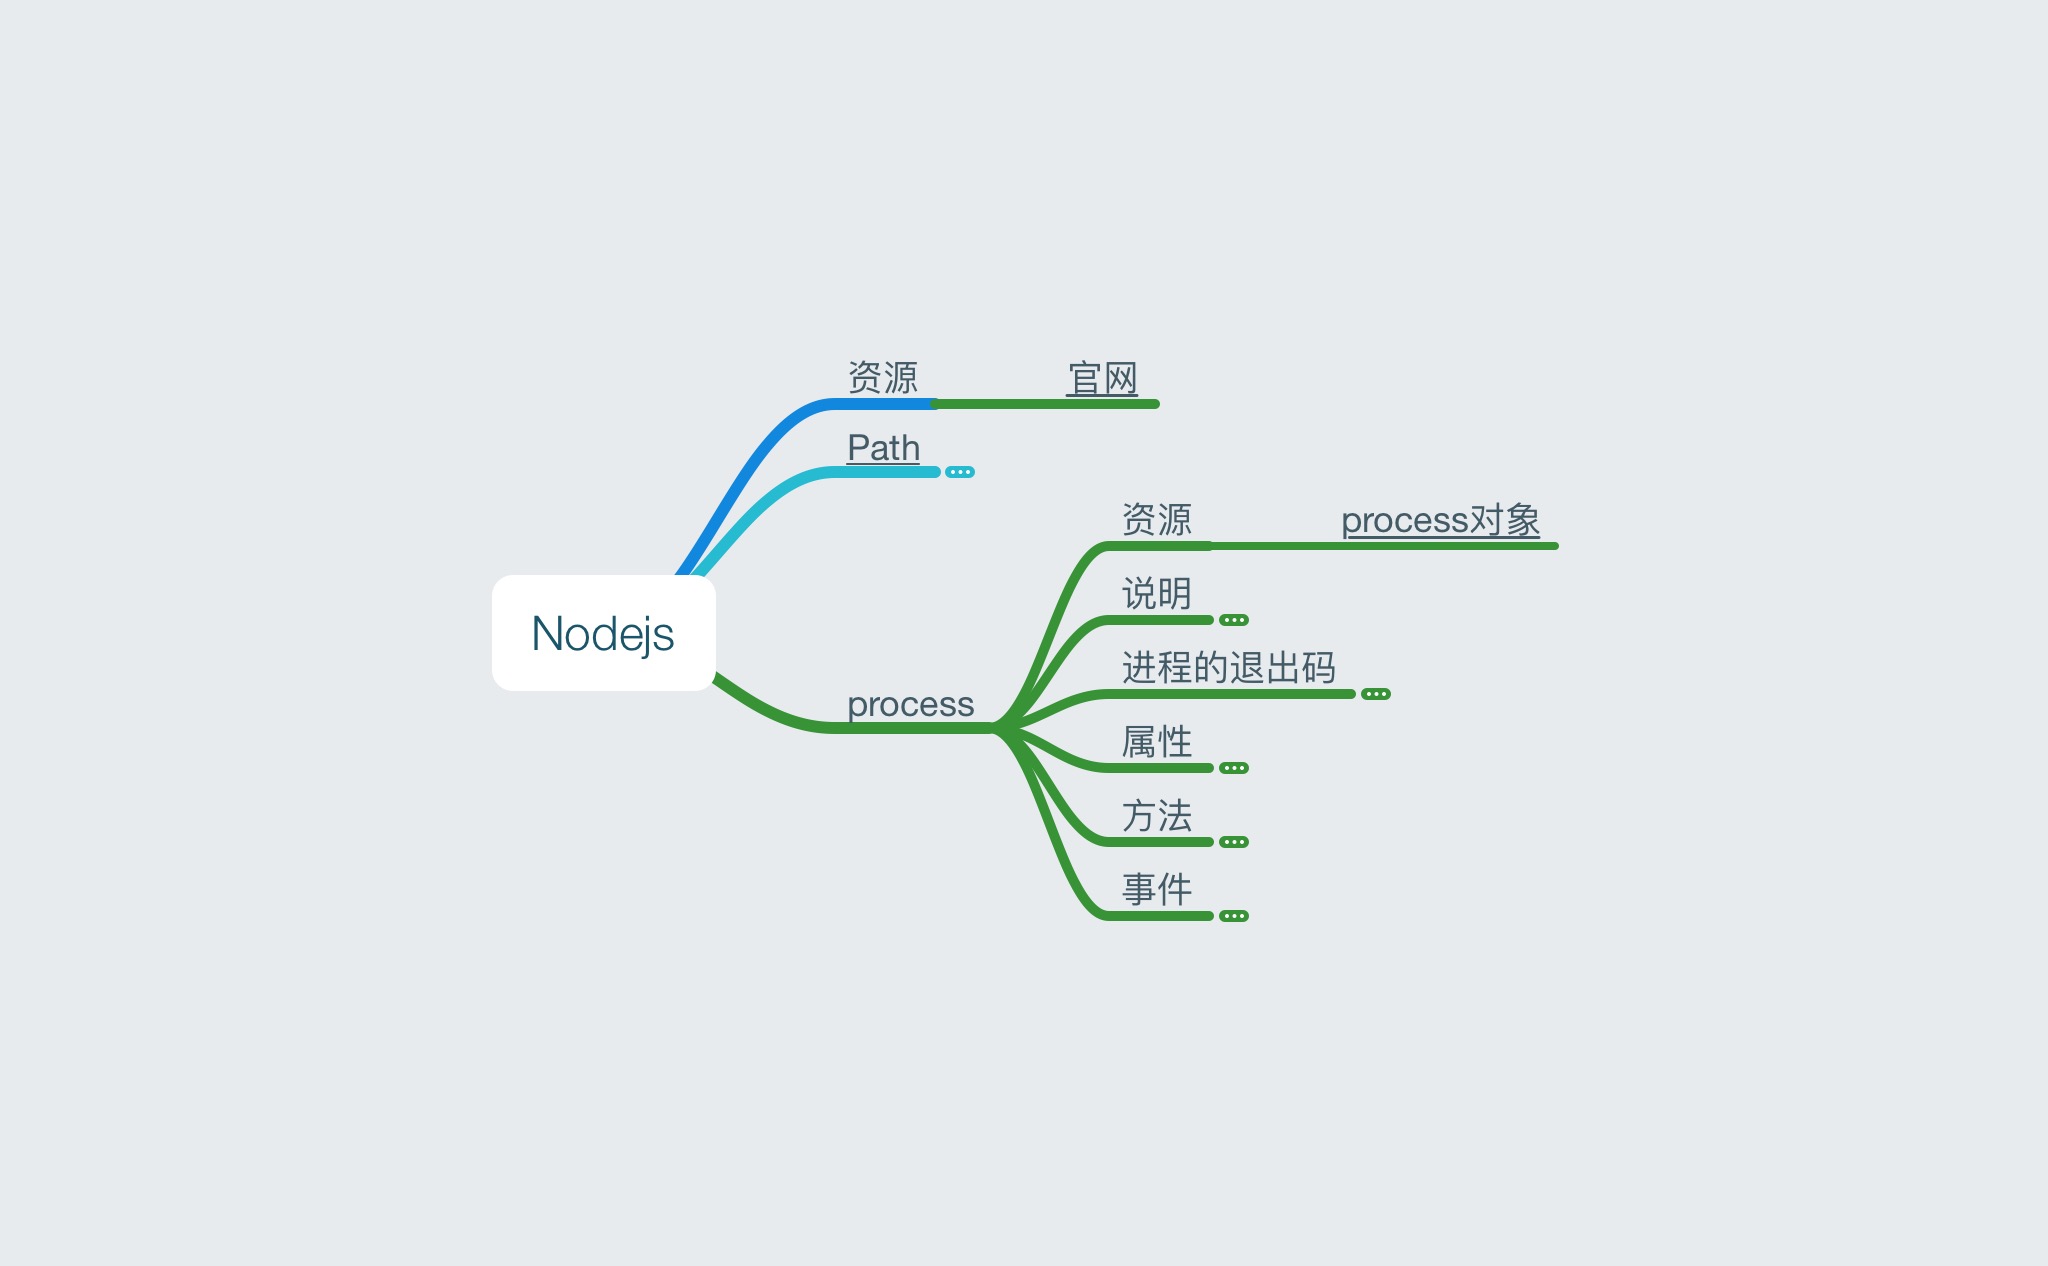 Nodejs
资源
官网
Path
process
资源
process对象
说明
进程的退出码
属性
方法
事件